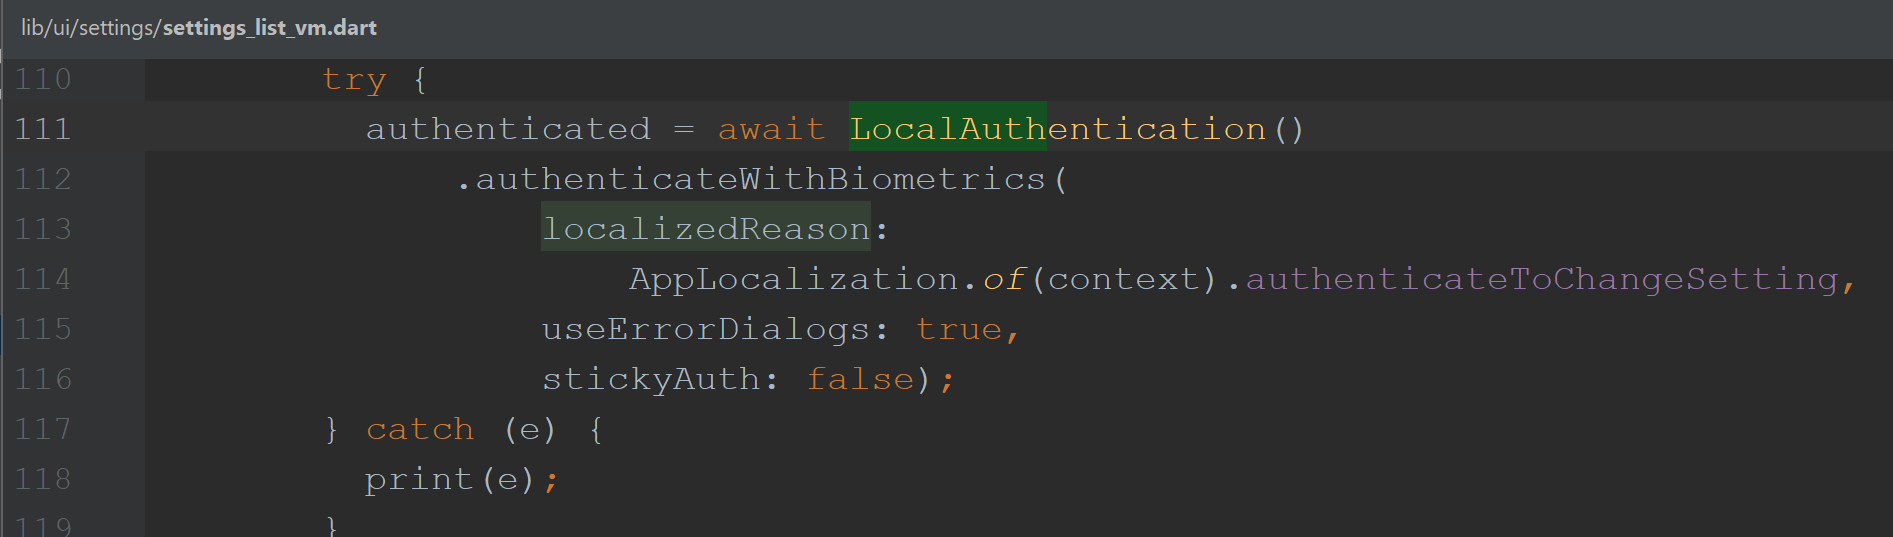 lib/ui/settings/settings_list_vm.dart
110 try {
111 authenticated = await LocalAuthentication()
112 .authenticateWithBiometrics(
113 localizedReason:
114 AppLocalization.of(context).authenticateToChangeSetting,
115 useErrorDialogs: true,
116 stickyAuth: false);
117 } catch (e) {
118 print(e);
119 }